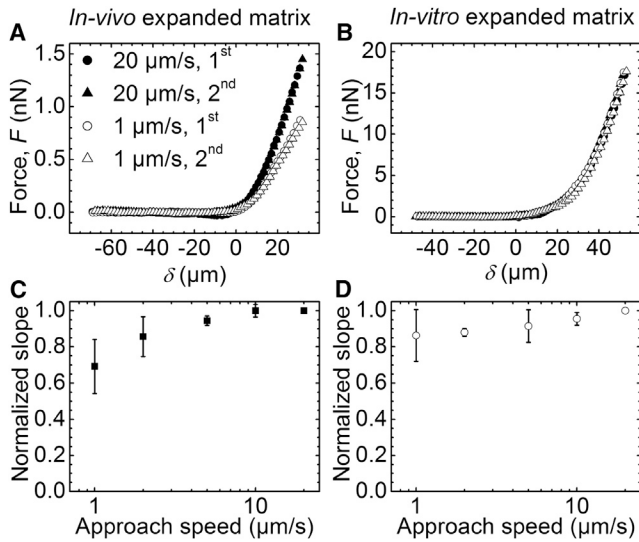 In-vivo expanded matrix
In-vitro expanded matrix
A
B
1.5
1.0
0.5
0.0
Force, F (nN)
20 µm/s, 1st
20 µm/s, 2nd
1 µm/s, 1st
1 µm/s, 2nd
-60 -40 -20 0 20
δ (µm)
20
15
10
5
0
Force, F (nN)
-40 -20 0 20 40
δ (µm)
C
D
1.0
0.8
0.6
0.4
0.2
0.0
Normalized slope
1 10
Approach speed (µm/s)
1.0
0.8
0.6
0.4
0.2
0.0
Normalized slope
1 10
Approach speed (µm/s)